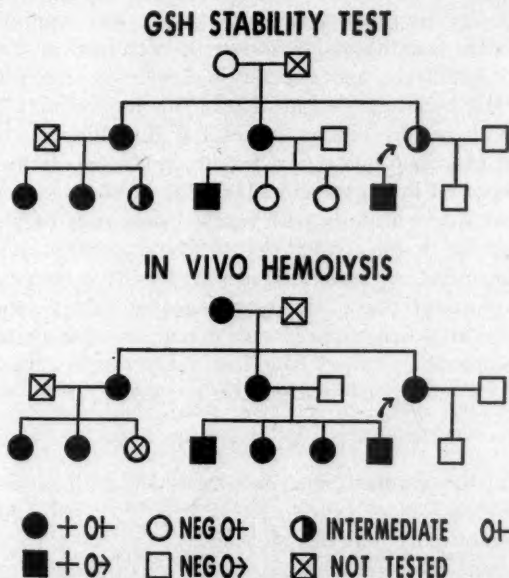 GSH STABILITY TEST
IN VIVO HEMOLYSIS
+ ♀ NEG ♀ INTERMEDIATE ♀
+ ♂ NEG ♂ NOT TESTED